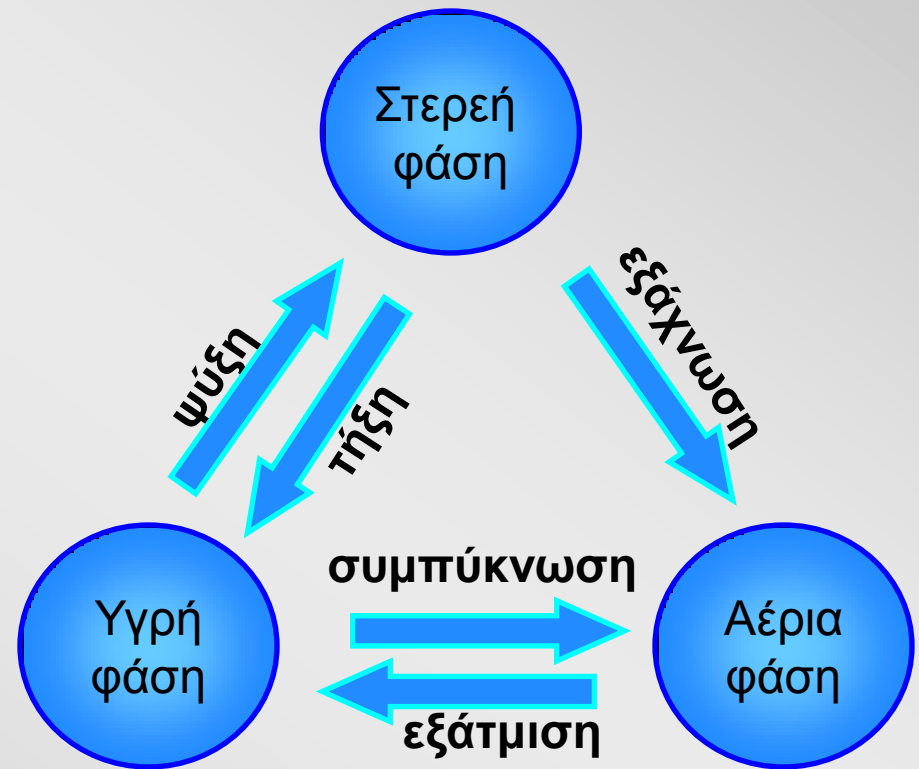 Στερεή
φάση
εξάχνωση
ψύξη
τήξη
συμπύκνωση
Υγρή
φάση
Αέρια
φάση
εξάτμιση